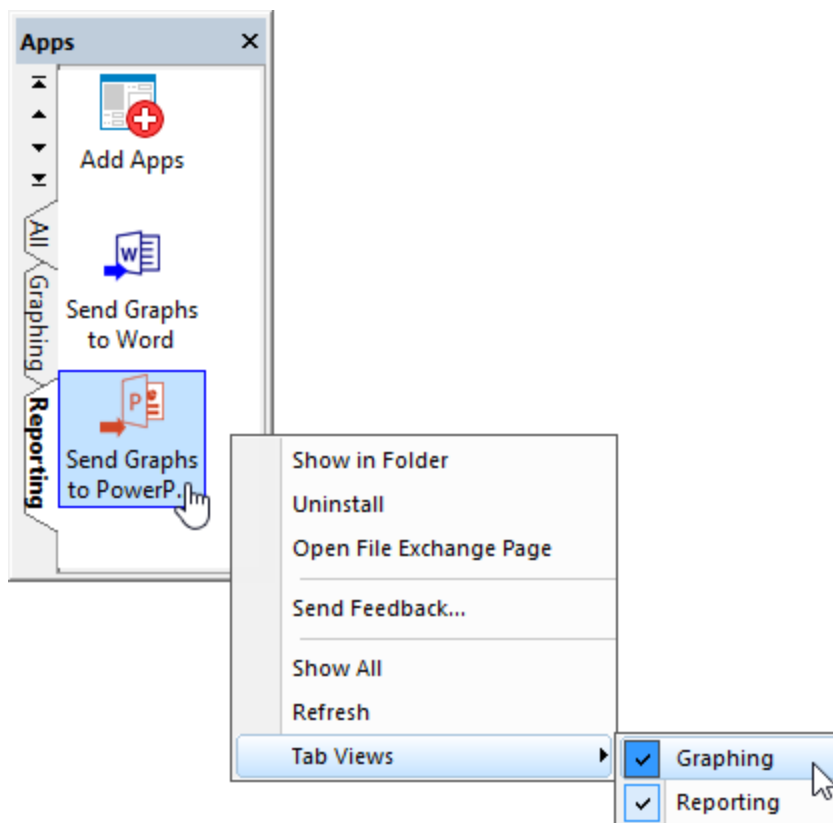 Apps
Add Apps
All
Graphing
Reporting
Send Graphs
to Word
Send Graphs
to PowerP...
Show in Folder
Uninstall
Open File Exchange Page
Send Feedback...
Show All
Refresh
Tab Views
Graphing
Reporting